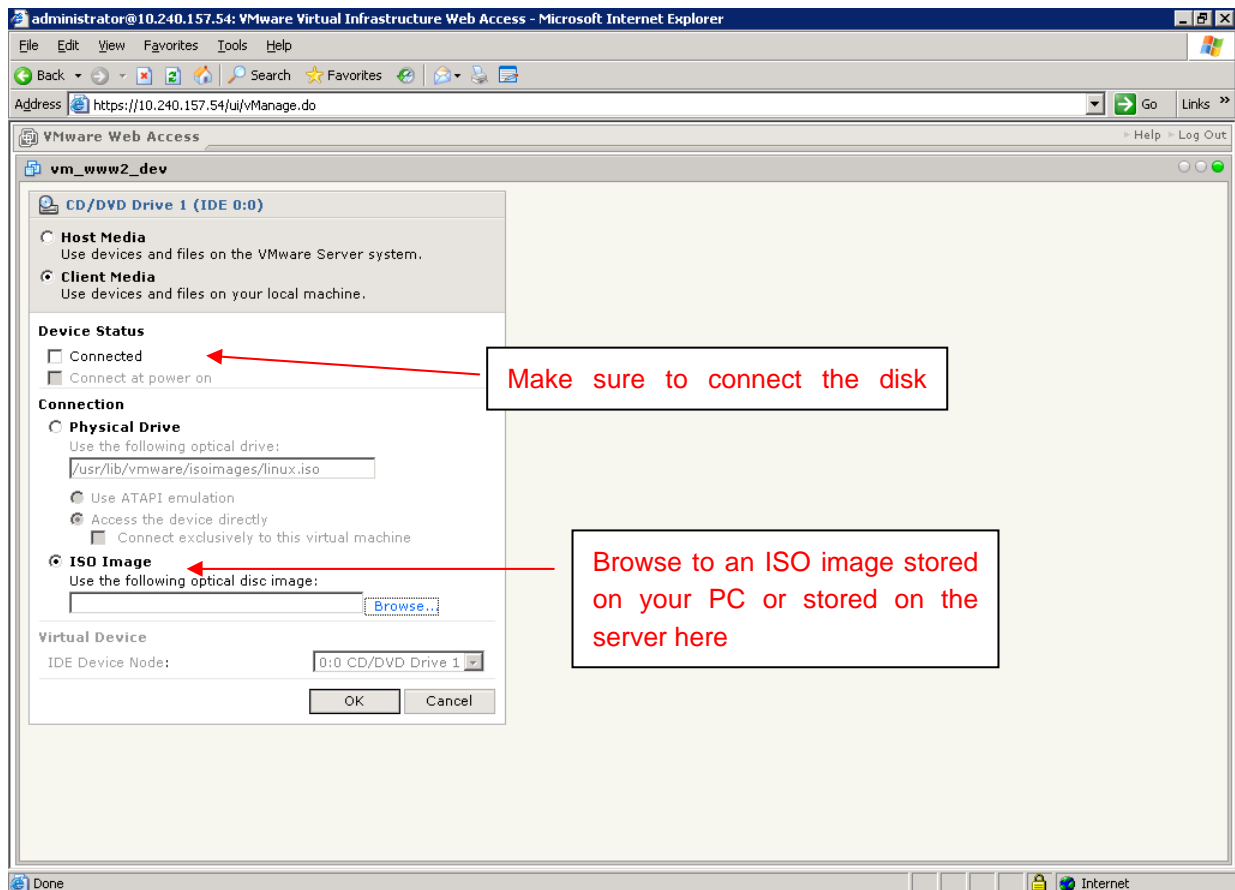 administrator@10.240.157.54: VMware Virtual Infrastructure Web Access - Microsoft Internet Explorer
File Edit View Favorites Tools Help
Back Search Favorites
Address https://10.240.157.54/ui/vManage.do Go Links »
VMware Web Access Help Log Out
vm_www2_dev
CD/DVD Drive 1 (IDE 0:0)
Host Media
Use devices and files on the VMware Server system.
Client Media
Use devices and files on your local machine.
Device Status
Connected
Connect at power on
Make sure to connect the disk
Connection
Physical Drive
Use the following optical drive:
/usr/lib/vmware/isoimages/linux.iso
Use ATAPI emulation
Access the device directly
Connect exclusively to this virtual machine
ISO Image
Use the following optical disc image:
Browse...
Browse to an ISO image stored
on your PC or stored on the
server here
Virtual Device
IDE Device Node: 0:0 CD/DVD Drive 1
OK Cancel
Done Internet